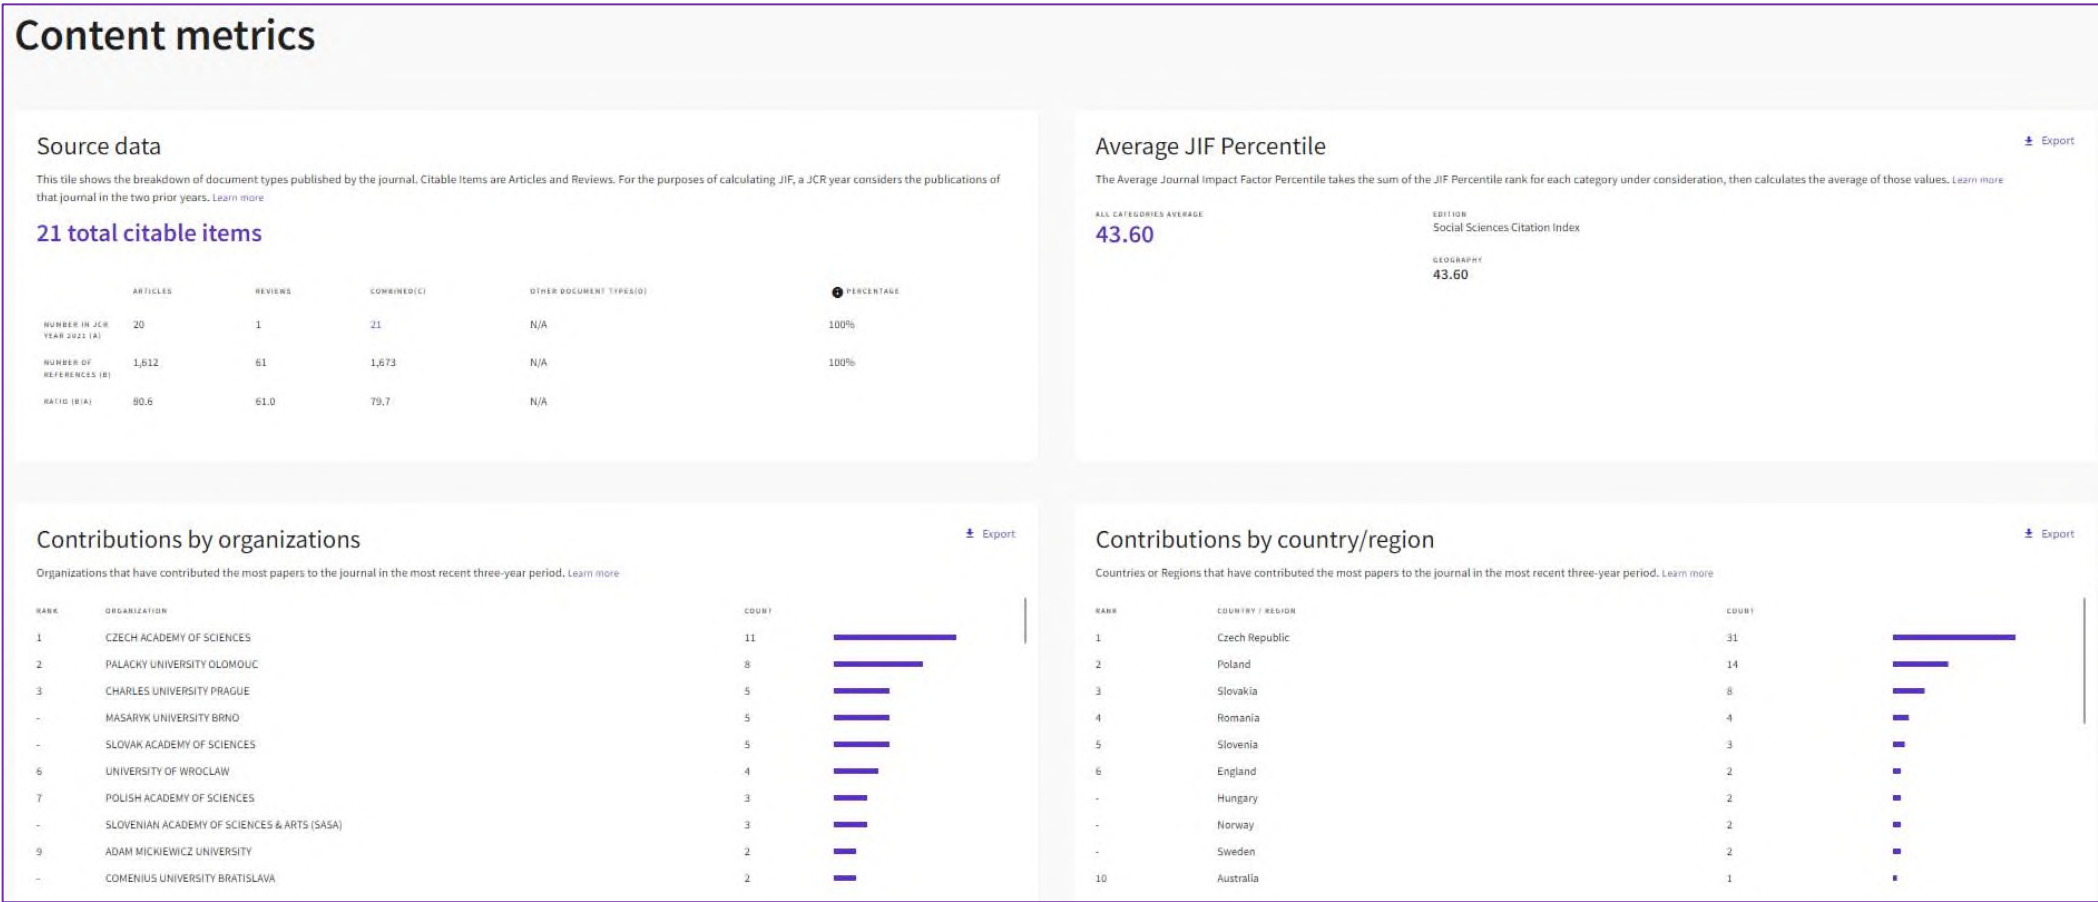 Content metrics
Source data
This tile shows the breakdown of document types published by the journal. Citable Items are Articles and Reviews. For the purposes of calculating JIF, a JCR year considers the publications of
that journal in the two prior years. Learn more
21 total citable items
ARTICLES REVIEWS COMBINED(C) OTHER DOCUMENT TYPES(O) PERCENTAGE
NUMBER IN JCR YEAR 2021 (A) 20 1 21 N/A 100%
NUMBER OF REFERENCES (B) 1,612 61 1,673 N/A 100%
RATIO (B/A) 80.6 61.0 79.7 N/A
Average JIF Percentile
Export
The Average Journal Impact Factor Percentile takes the sum of the JIF Percentile rank for each category under consideration, then calculates the average of those values. Learn more
ALL CATEGORIES AVERAGE
43.60
EDITION
Social Sciences Citation Index
GEOGRAPHY
43.60
Contributions by organizations
Export
Organizations that have contributed the most papers to the journal in the most recent three-year period. Learn more
RANK ORGANIZATION COUNT
1 CZECH ACADEMY OF SCIENCES 11
2 PALACKY UNIVERSITY OLOMOUC 8
3 CHARLES UNIVERSITY PRAGUE 5
- MASARYK UNIVERSITY BRNO 5
- SLOVAK ACADEMY OF SCIENCES 5
6 UNIVERSITY OF WROCLAW 4
7 POLISH ACADEMY OF SCIENCES 3
- SLOVENIAN ACADEMY OF SCIENCES & ARTS (SASA) 3
9 ADAM MICKIEWICZ UNIVERSITY 2
- COMENIUS UNIVERSITY BRATISLAVA 2
Contributions by country/region
Export
Countries or Regions that have contributed the most papers to the journal in the most recent three-year period. Learn more
RANK COUNTRY / REGION COUNT
1 Czech Republic 31
2 Poland 14
3 Slovakia 8
4 Romania 4
5 Slovenia 3
6 England 2
- Hungary 2
- Norway 2
- Sweden 2
10 Australia 1